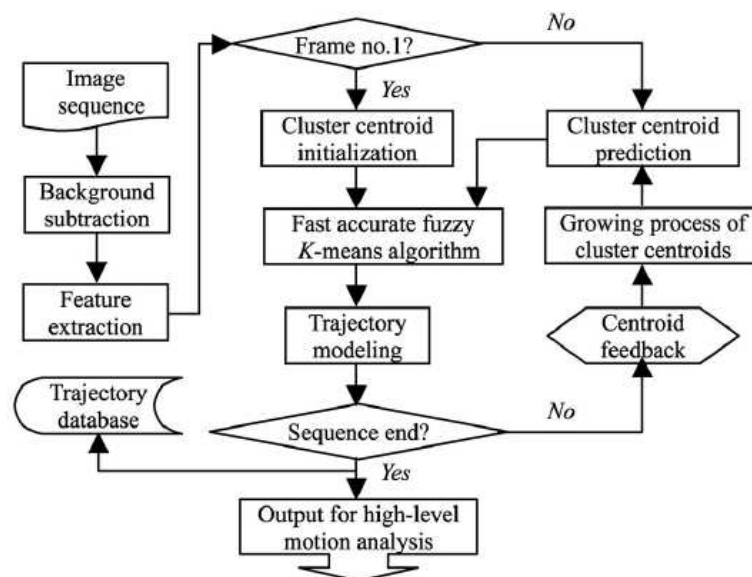 Frame no.1?
No
Image
sequence
Yes
Cluster centroid
initialization
Cluster centroid
prediction
Background
subtraction
Fast accurate fuzzy
K-means algorithm
Growing process of
cluster centroids
Feature
extraction
Trajectory
modeling
Centroid
feedback
Trajectory
database
Sequence end?
No
Yes
Output for high-level
motion analysis